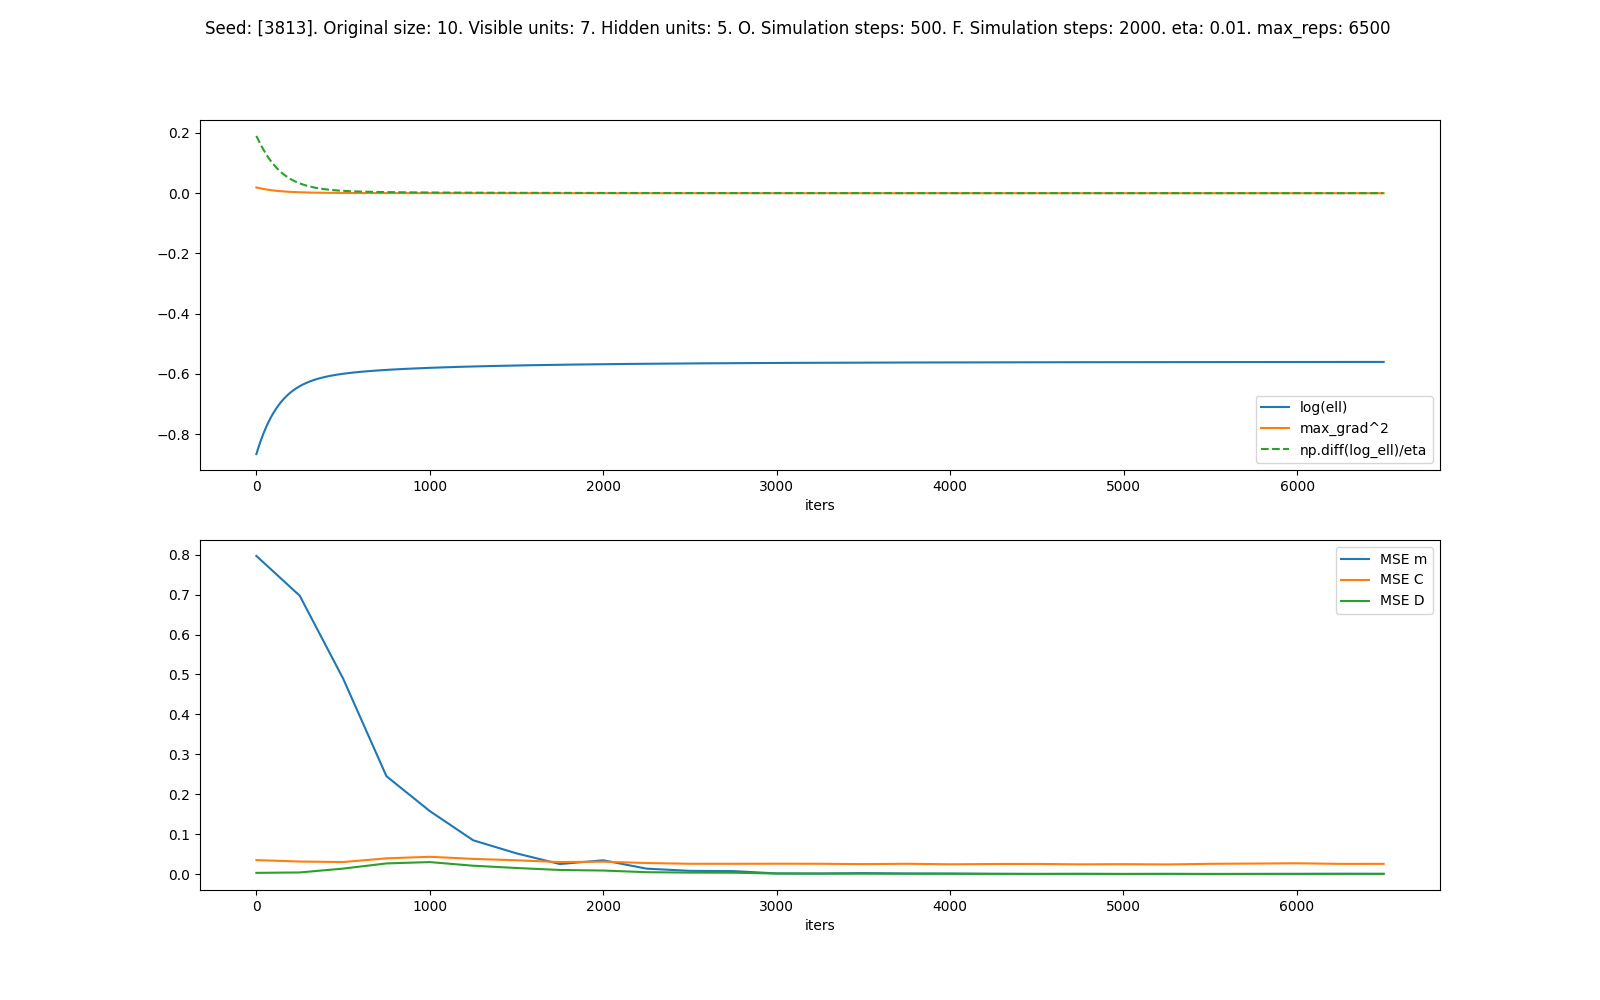 Seed: [3813]. Original size: 10. Visible units: 7. Hidden units: 5. O. Simulation steps: 500. F. Simulation steps: 2000. eta: 0.01. max_reps: 6500
0.2
0.0
−0.2
−0.4
−0.6
−0.8
log(ell)
max_grad^2
np.diff(log_ell)/eta
0 1000 2000 3000 4000 5000 6000
iters
0.8
0.7
0.6
0.5
0.4
0.3
0.2
0.1
0.0
MSE m
MSE C
MSE D
0 1000 2000 3000 4000 5000 6000
iters